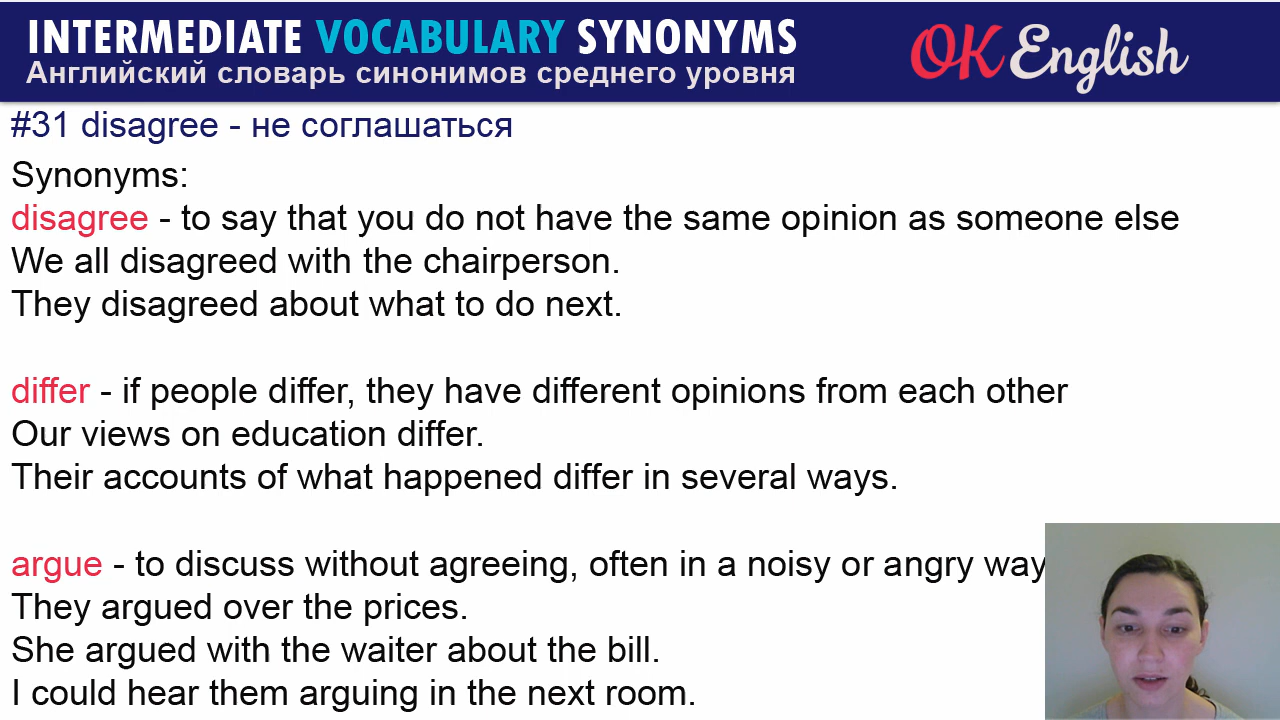 INTERMEDIATE VOCABULARY SYNONYMS
Английский словарь синонимов среднего уровня
OK English
#31 disagree - не соглашаться
Synonyms:
disagree - to say that you do not have the same opinion as someone else
We all disagreed with the chairperson.
They disagreed about what to do next.
differ - if people differ, they have different opinions from each other
Our views on education differ.
Their accounts of what happened differ in several ways.
argue - to discuss without agreeing, often in a noisy or angry way
They argued over the prices.
She argued with the waiter about the bill.
I could hear them arguing in the next room.